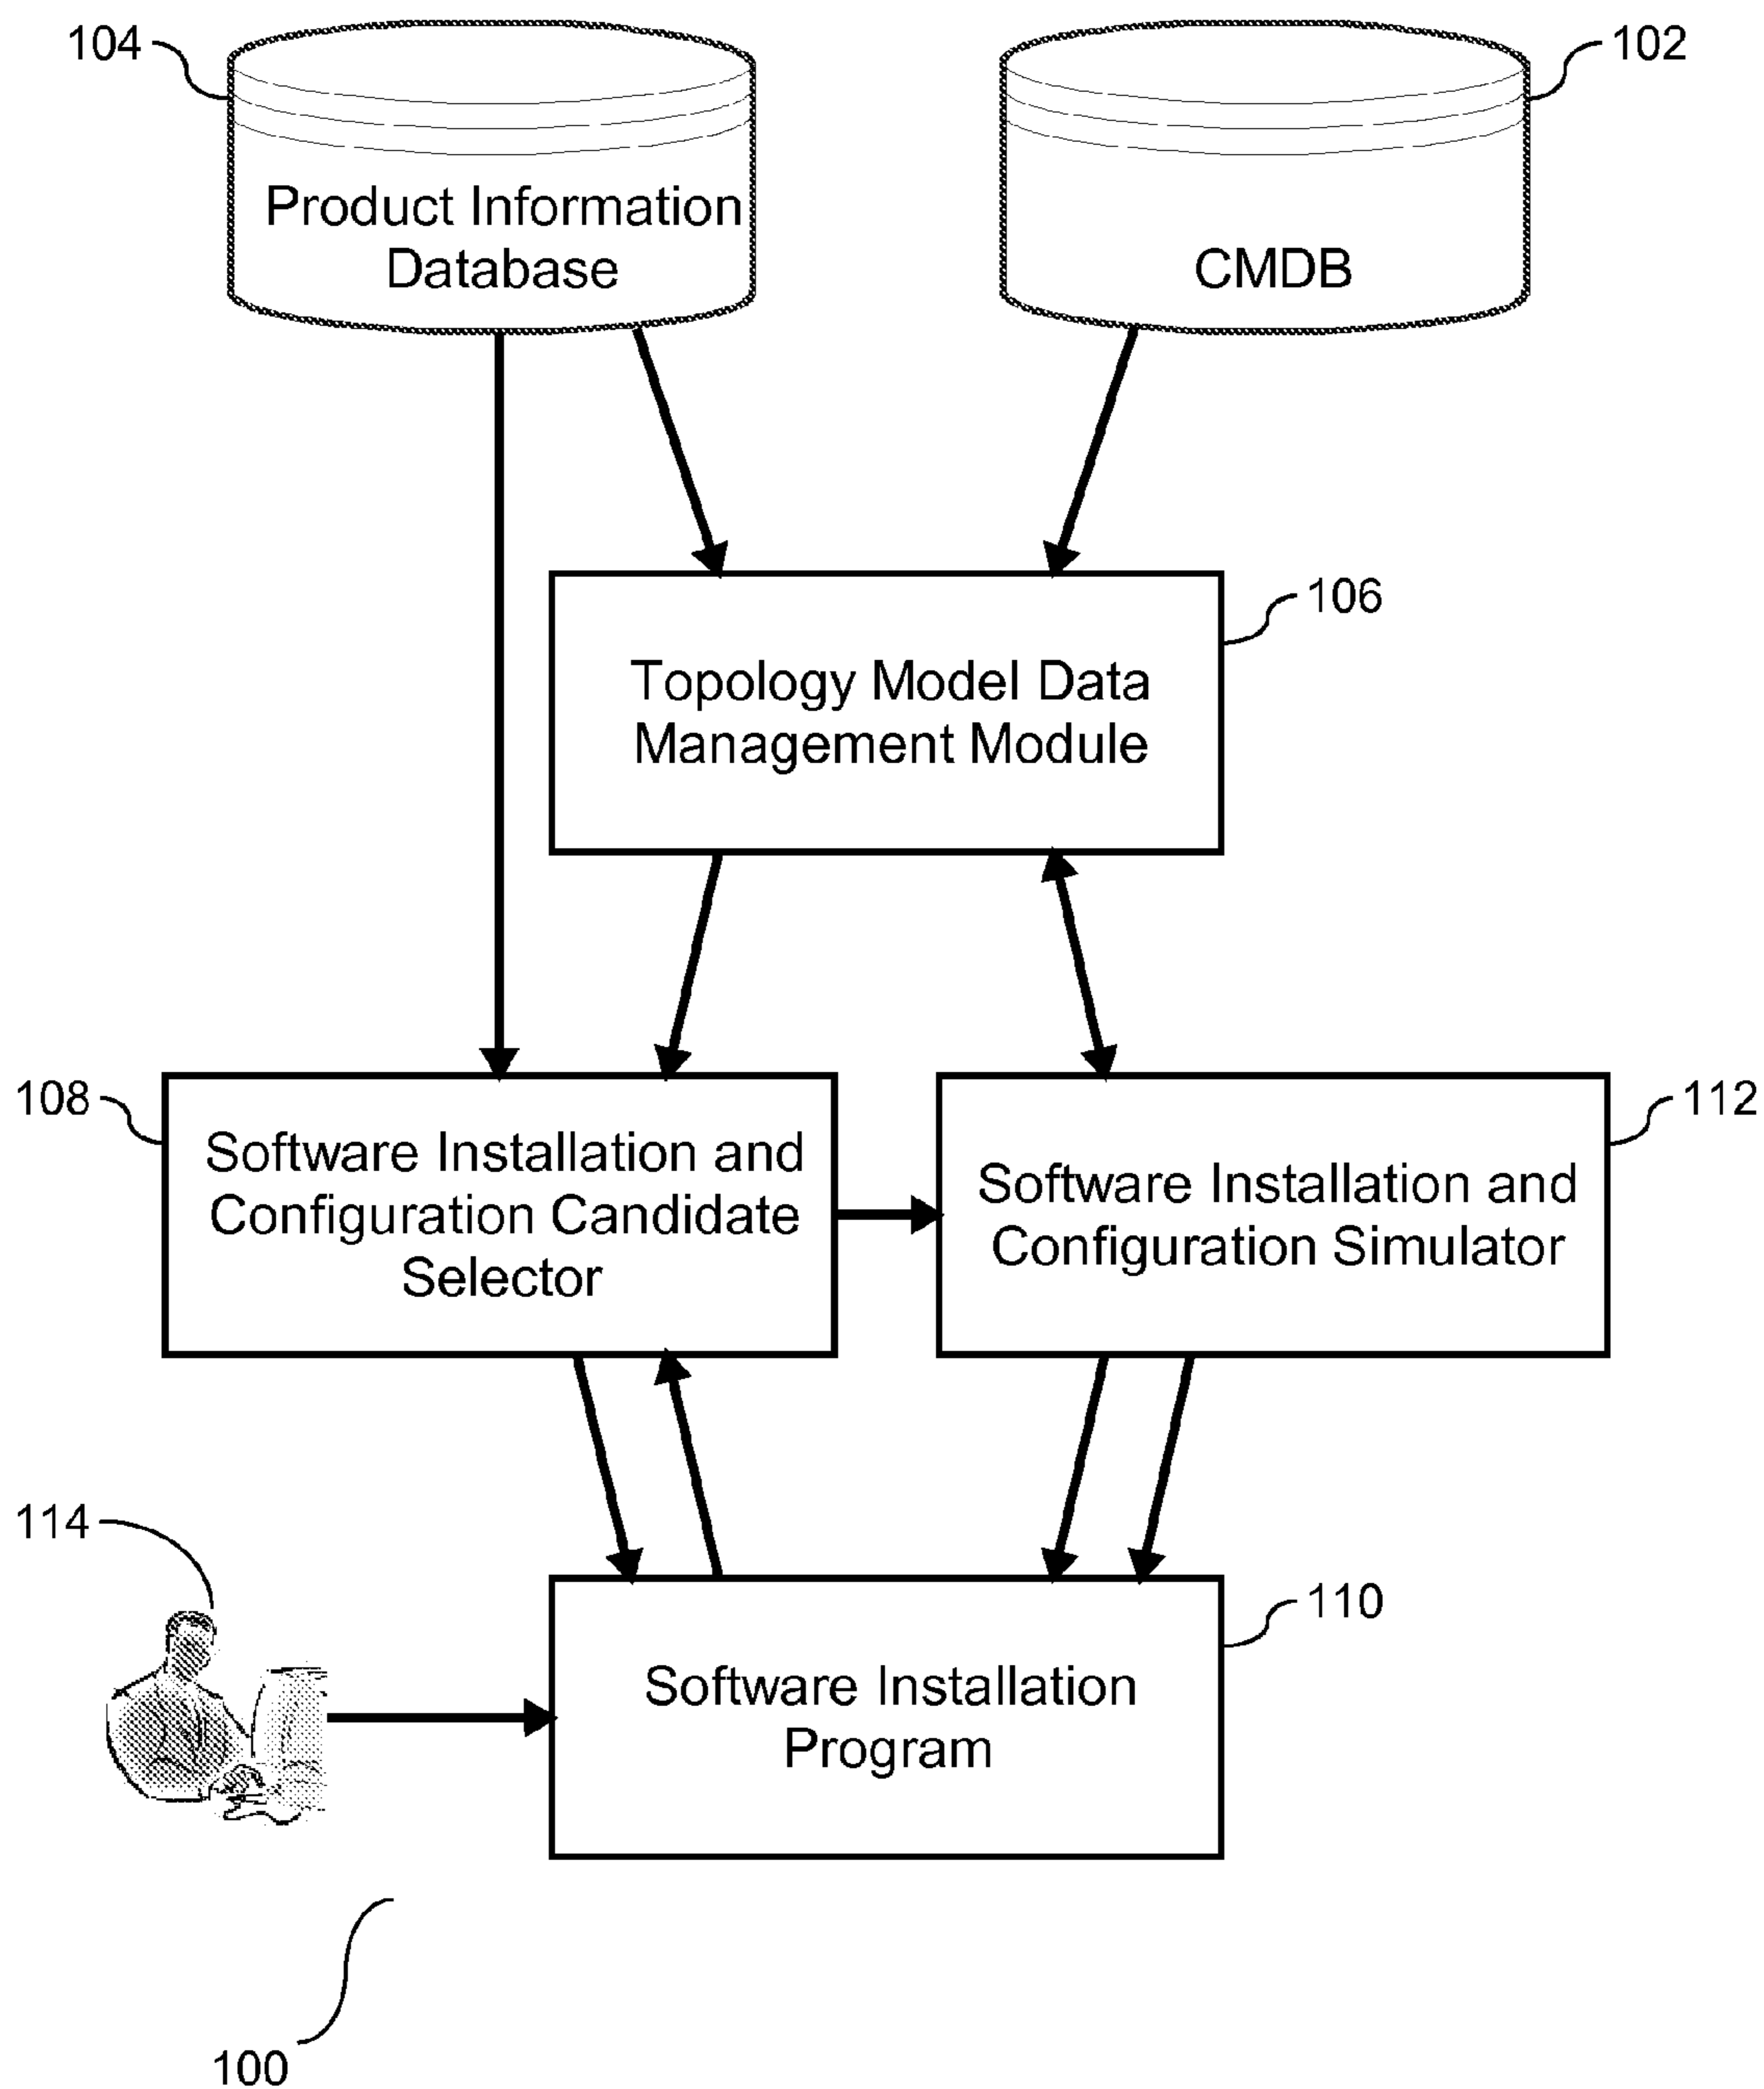 104
102
Product Information
Database
CMDB
106
Topology Model Data
Management Module
108
112
Software Installation and
Configuration Candidate
Selector
Software Installation and
Configuration Simulator
114
110
Software Installation
Program
100